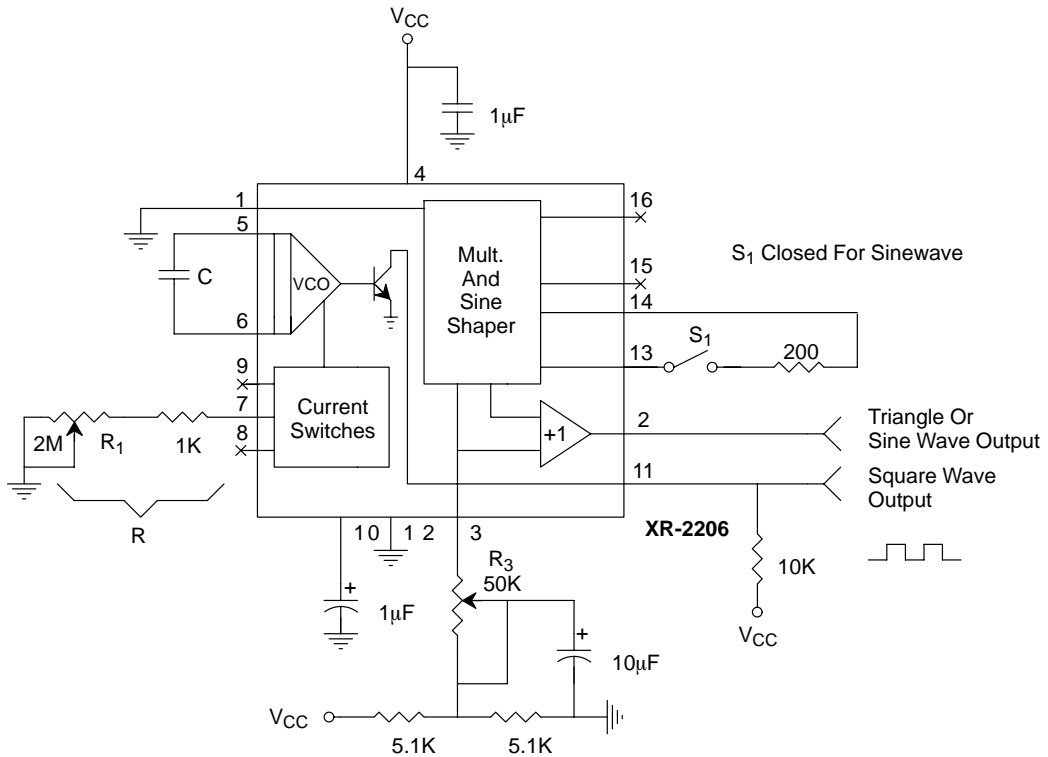 VCC
1µF
4
1
16
5
Mult.
And
Sine
Shaper
S1 Closed For Sinewave
15
C
VCO
14
6
S1
13
200
9
Current
Switches
7
2M
R1
1K
8
+1
2
Triangle Or
Sine Wave Output
11
Square Wave
Output
R
10
12
3
XR-2206
R3
50K
10K
1µF
VCC
10µF
VCC
5.1K
5.1K
+
+